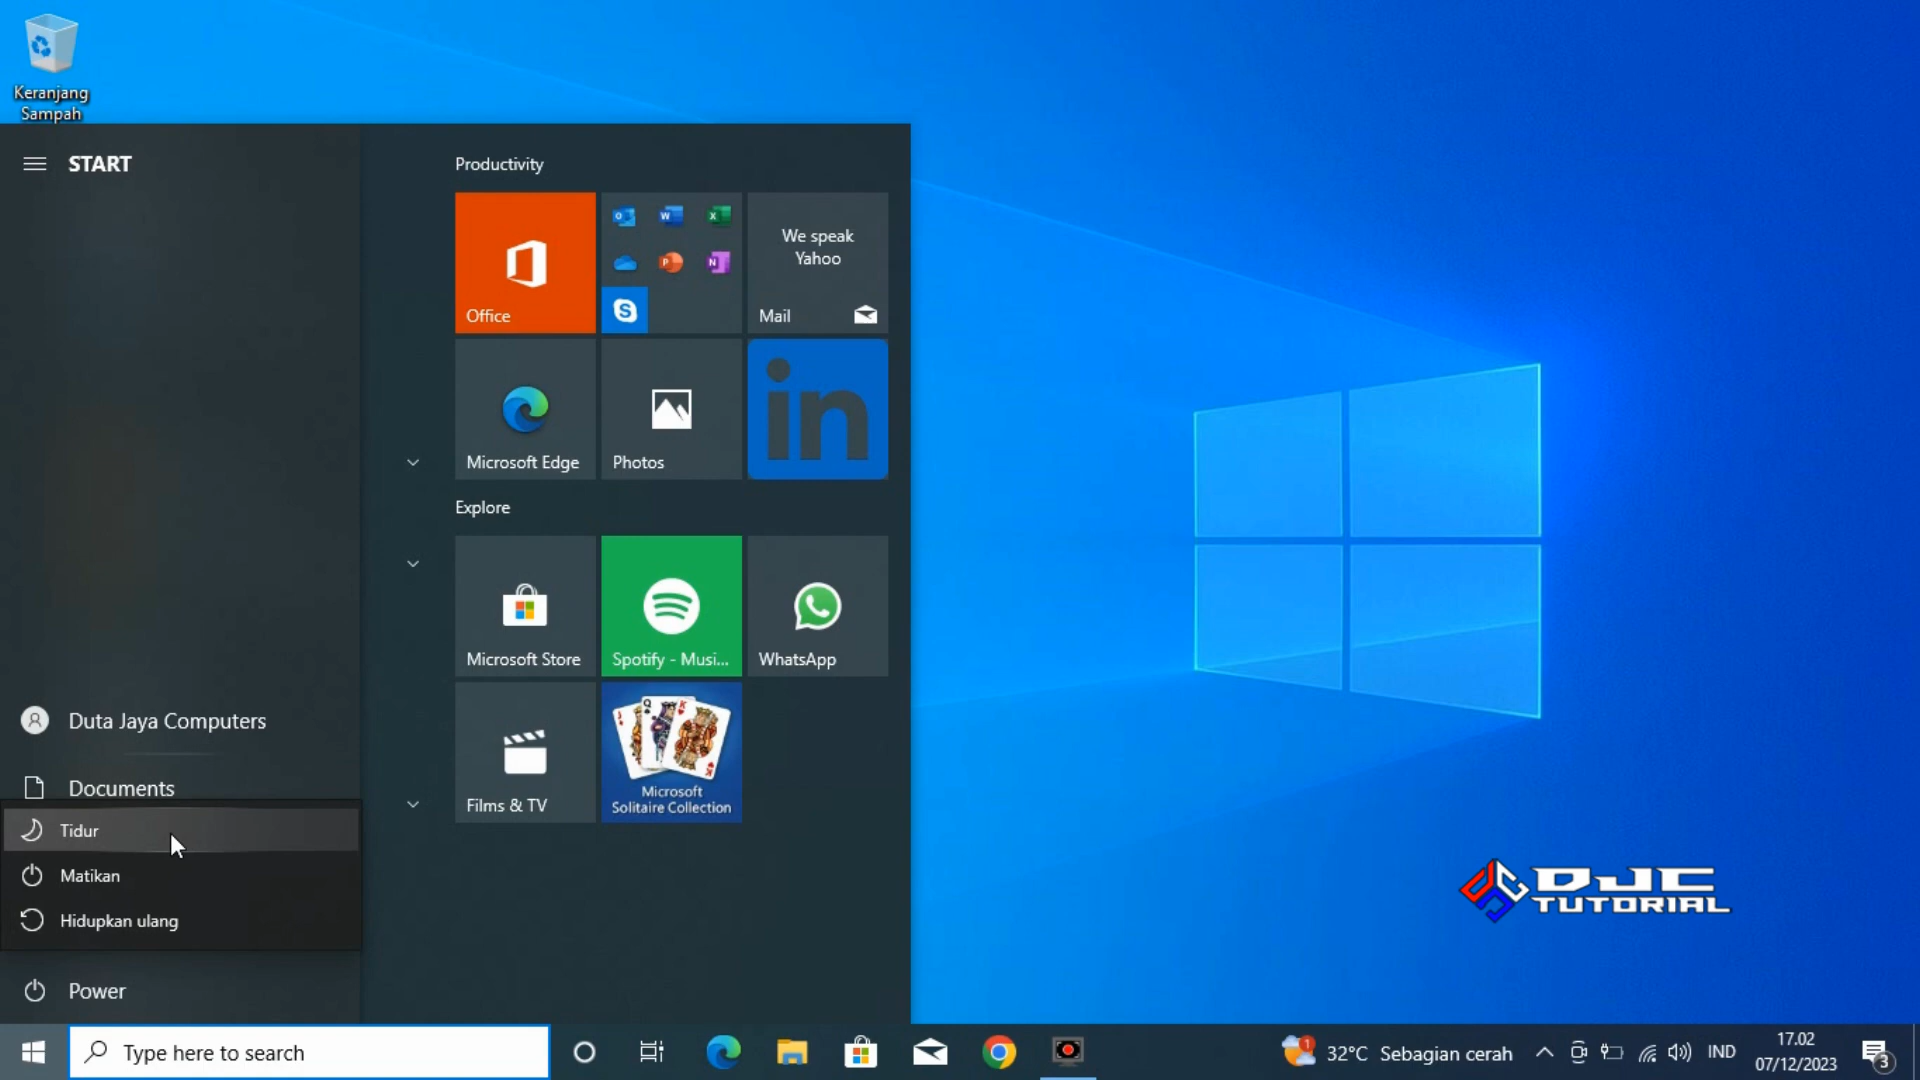 Keranjang
Sampah
START
Productivity
Office
We speak
Yahoo
Mail
in
Microsoft Edge
Photos
Explore
Microsoft Store
Spotify - Musi...
WhatsApp
Films & TV
Microsoft
Solitaire Collection
Duta Jaya Computers
Documents
Tidur
Matikan
Hidupkan ulang
Power
DJC
TUTORIAL
Type here to search
1
32°C Sebagian cerah
IND
17.02
07/12/2023
3